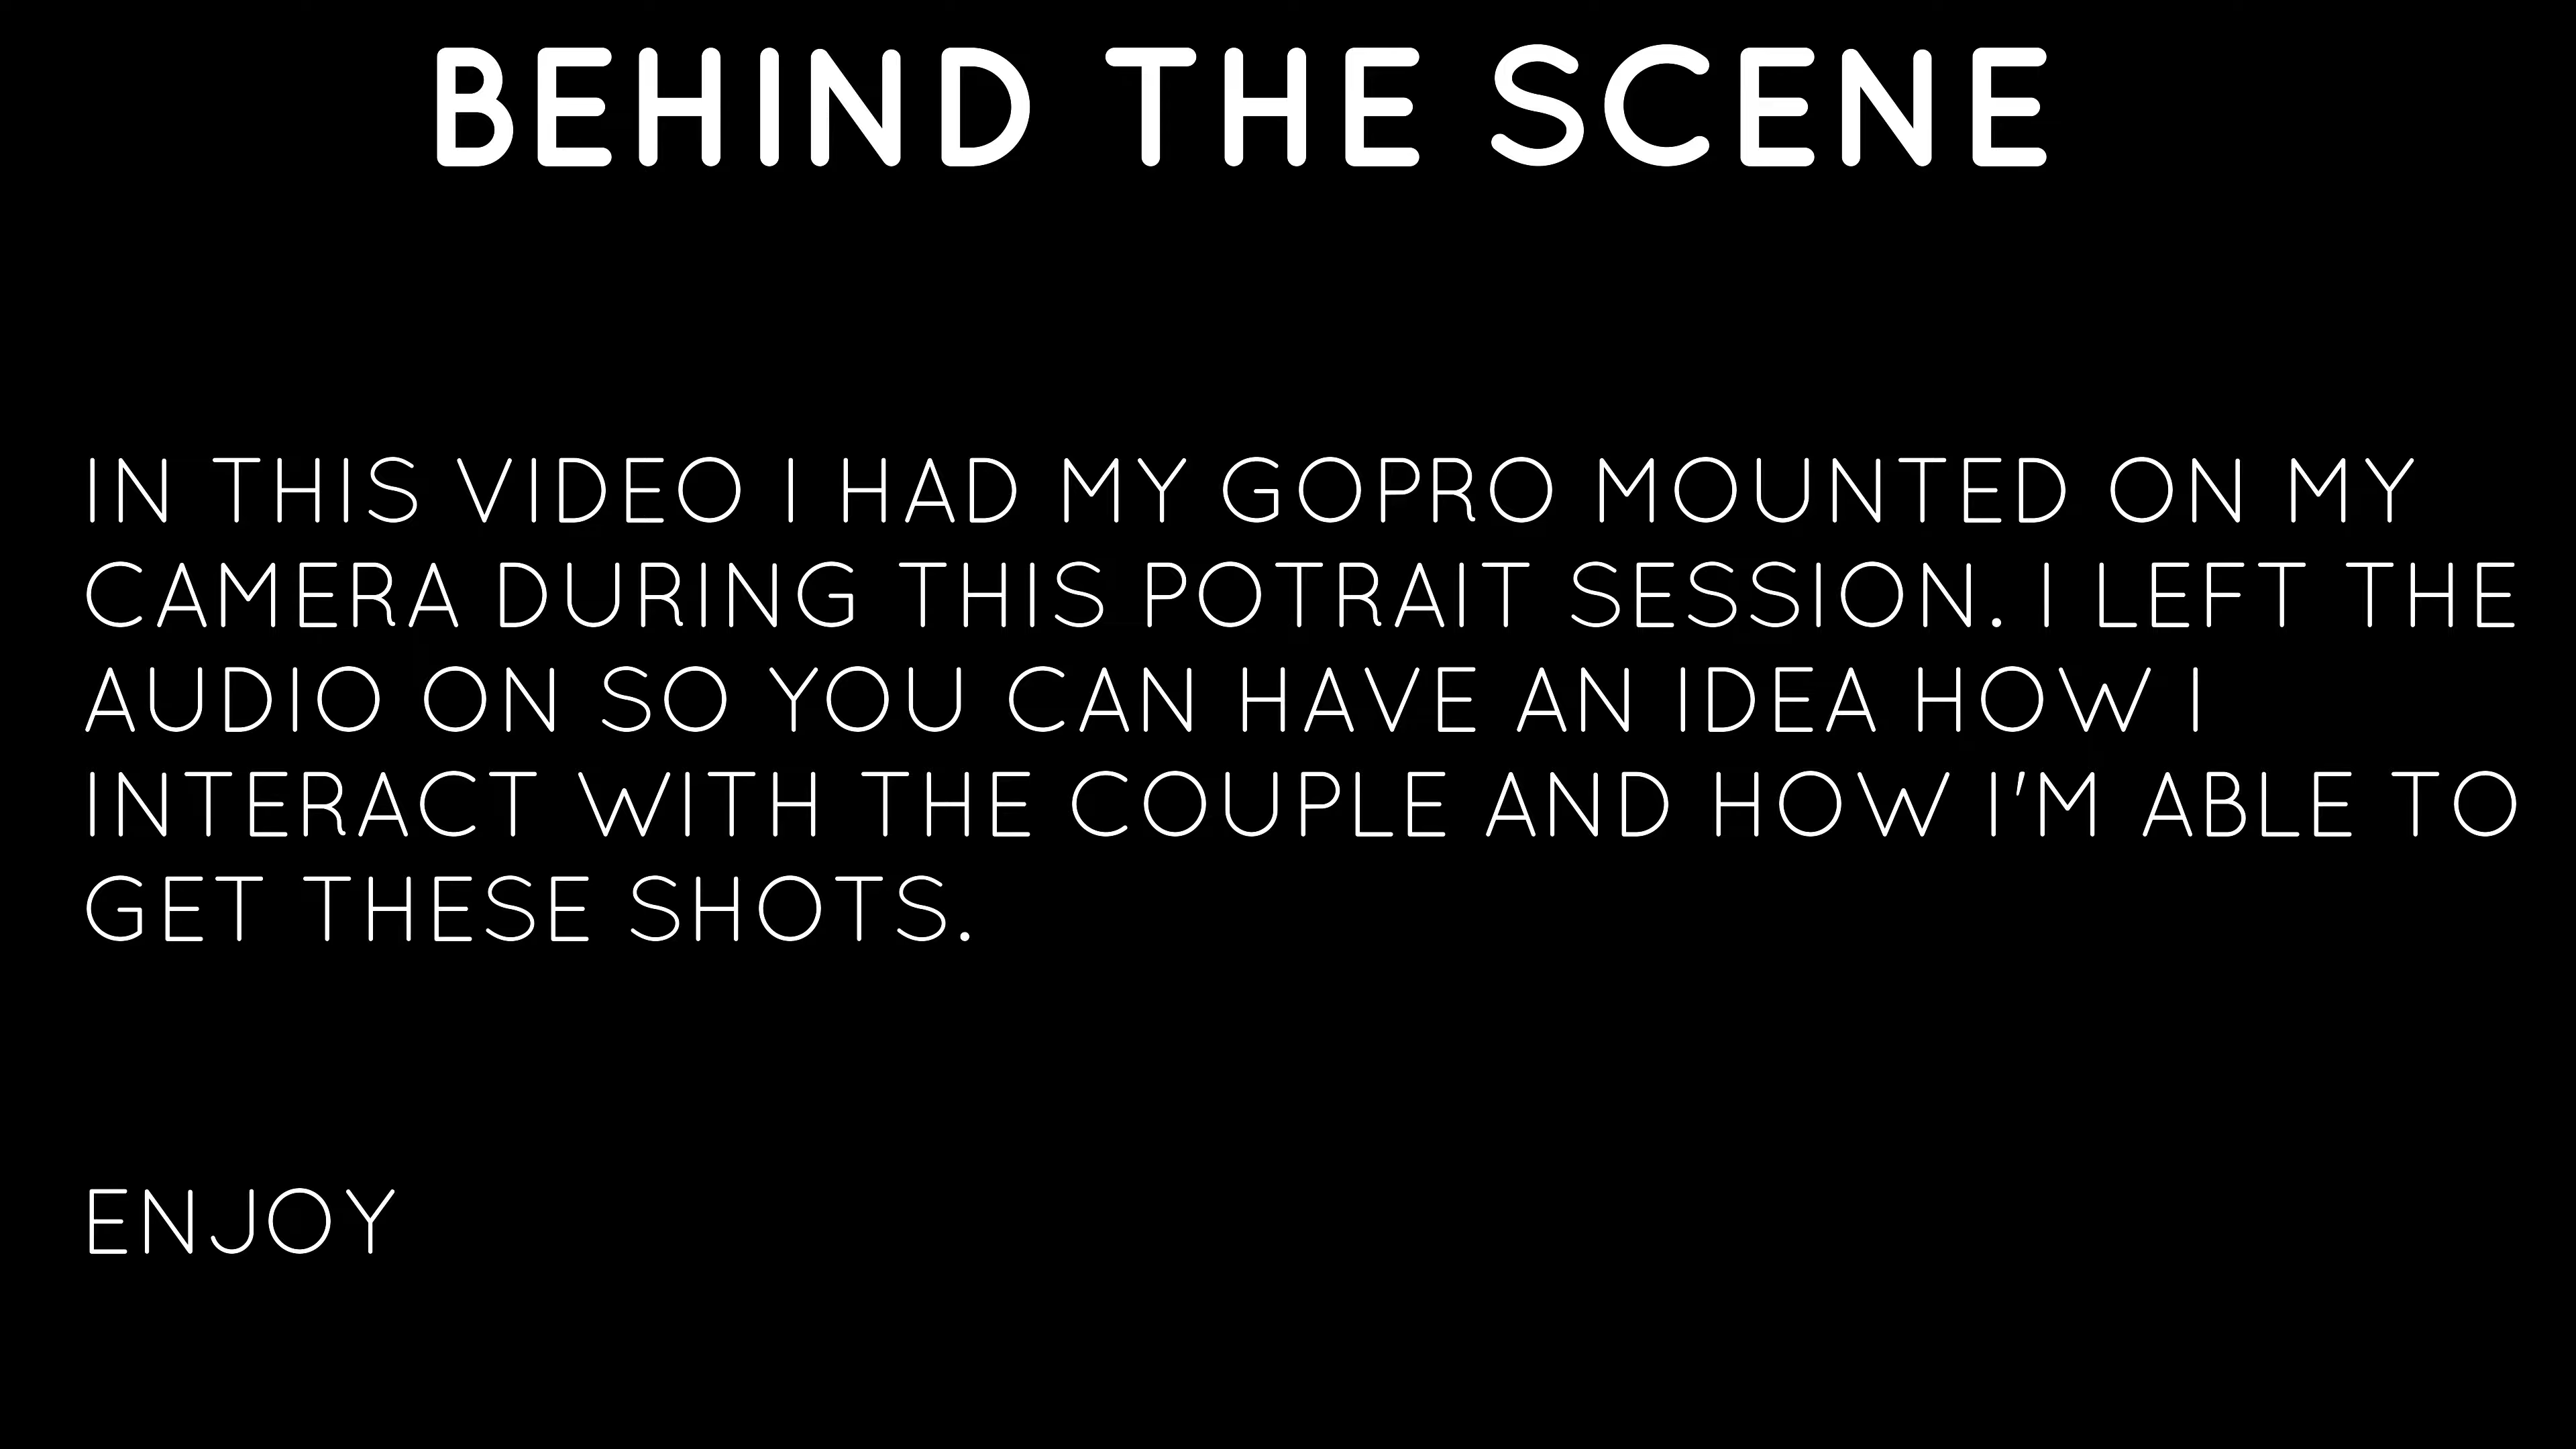 BEHIND THE SCENE
IN THIS VIDEO I HAD MY GOPRO MOUNTED ON MY
CAMERA DURING THIS POTRAIT SESSION. I LEFT THE
AUDIO ON SO YOU CAN HAVE AN IDEA HOW I
INTERACT WITH THE COUPLE AND HOW I'M ABLE TO
GET THESE SHOTS.
ENJOY